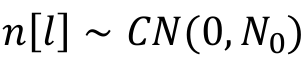 n[l] ~ CN(0, N₀)